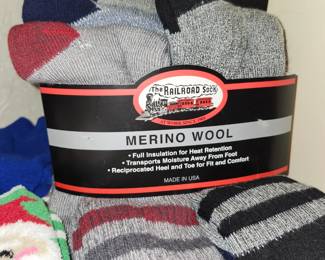 The RAILROAD SOCK
MERINO WOOL
• Full Insulation for Heat Retention
• Transports Moisture Away From Foot
• Reciprocated Heel and Toe for Fit and Comfort
MADE IN USA